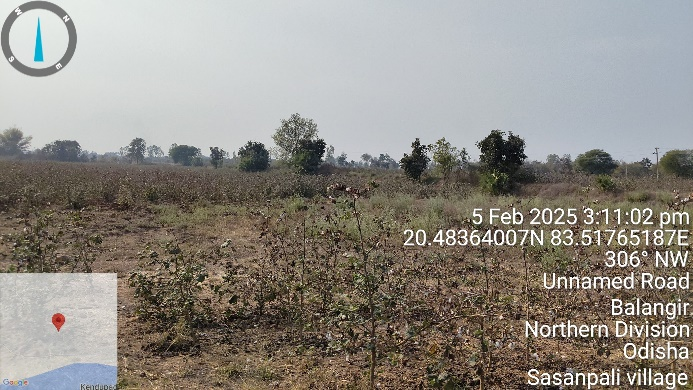 N
W
E
S
5 Feb 2025 3:11:02 pm
20.48364007N 83.51765187E
306° NW
Unnamed Road
Balangir
Northern Division
Odisha
Sasanpali village
Google